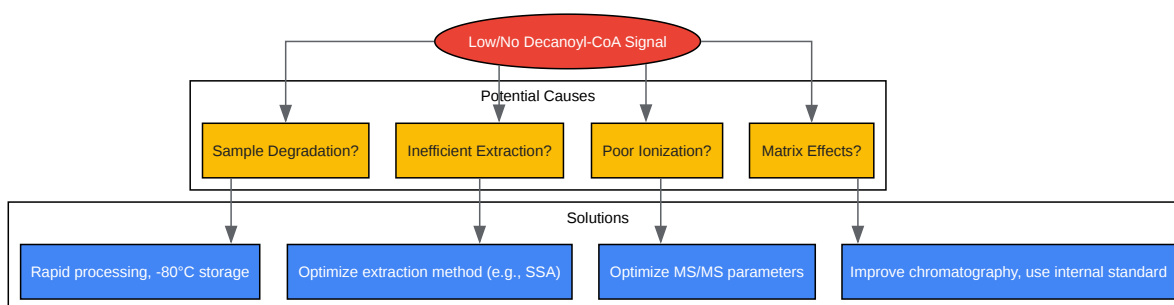 Low/No Decanoyl-CoA Signal
Potential Causes
Sample Degradation?
Inefficient Extraction?
Poor Ionization?
Matrix Effects?
Solutions
Rapid processing, -80°C storage
Optimize extraction method (e.g., SSA)
Optimize MS/MS parameters
Improve chromatography, use internal standard